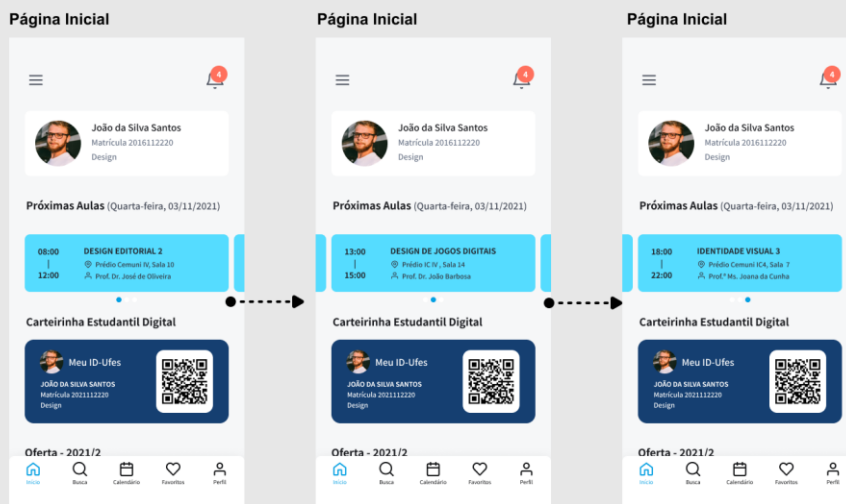 Página Inicial
4
João da Silva Santos
Matrícula 2016112220
Design
Próximas Aulas (Quarta-feira, 03/11/2021)
08:00
|
12:00
DESIGN EDITORIAL 2
Prédio Cemuni IV, Sala 10
Prof. Dr. José de Oliveira
Carteirinha Estudantil Digital
Meu ID-Ufes
JOÃO DA SILVA SANTOS
Matrícula 2021112220
Design
Oferta - 2021/2
Início
Busca
Calendário
Favoritos
Perfil
Página Inicial
4
João da Silva Santos
Matrícula 2016112220
Design
Próximas Aulas (Quarta-feira, 03/11/2021)
13:00
|
15:00
DESIGN DE JOGOS DIGITAIS
Prédio IC IV , Sala 14
Prof. Dr. João Barbosa
Carteirinha Estudantil Digital
Meu ID-Ufes
JOÃO DA SILVA SANTOS
Matrícula 2021112220
Design
Oferta - 2021/2
Início
Busca
Calendário
Favoritos
Perfil
Página Inicial
4
João da Silva Santos
Matrícula 2016112220
Design
Próximas Aulas (Quarta-feira, 03/11/2021)
18:00
|
22:00
IDENTIDADE VISUAL 3
Prédio Cemuni IC4, Sala 7
Prof.ª Ms. Joana da Cunha
Carteirinha Estudantil Digital
Meu ID-Ufes
JOÃO DA SILVA SANTOS
Matrícula 2021112220
Design
Oferta - 2021/2
Início
Busca
Calendário
Favoritos
Perfil